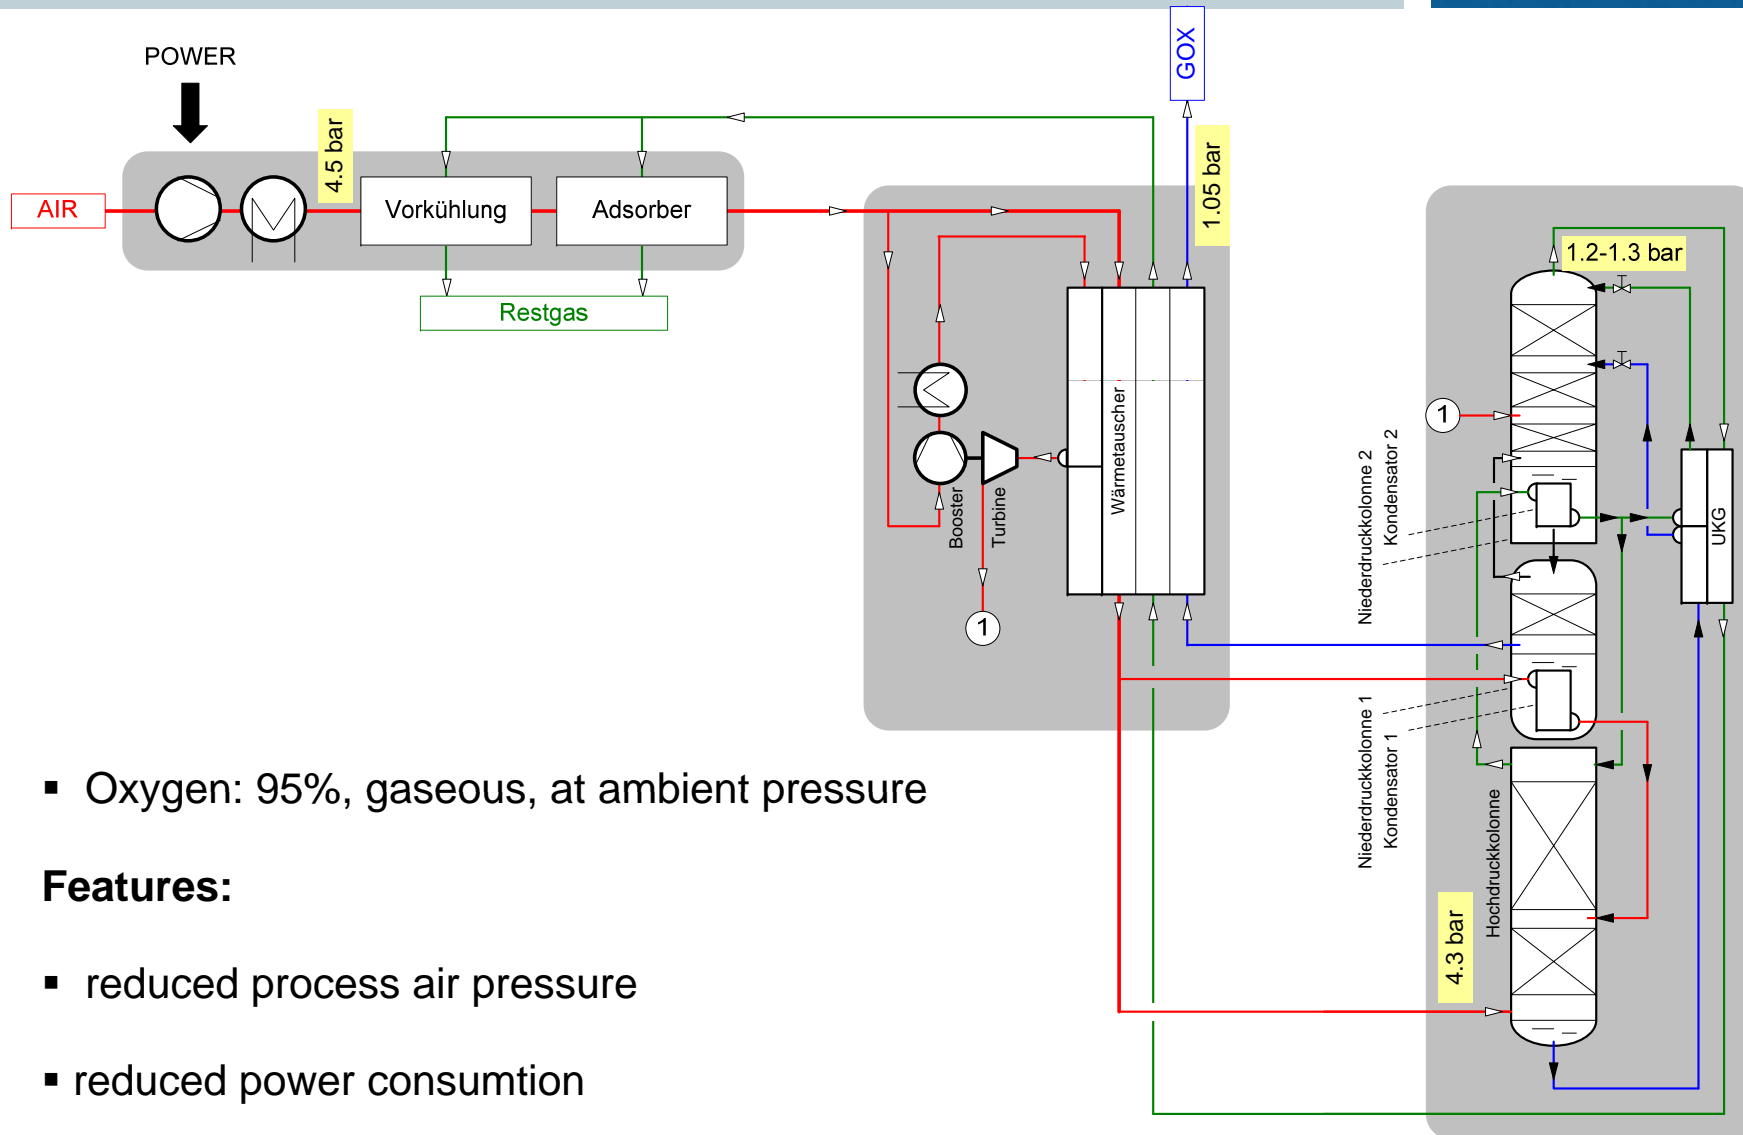 POWER
AIR
4.5 bar
Vorkühlung
Adsorber
Restgas
GOX
1.05 bar
Wärmetauscher
Booster
Turbine
1
1.2-1.3 bar
1
Niederdruckkolonne 2
Kondensator 2
UKG
Niederdruckkolonne 1
Kondensator 1
Hochdruckkolonne
4.3 bar
▪ Oxygen: 95%, gaseous, at ambient pressure
Features:
▪ reduced process air pressure
▪ reduced power consumtion